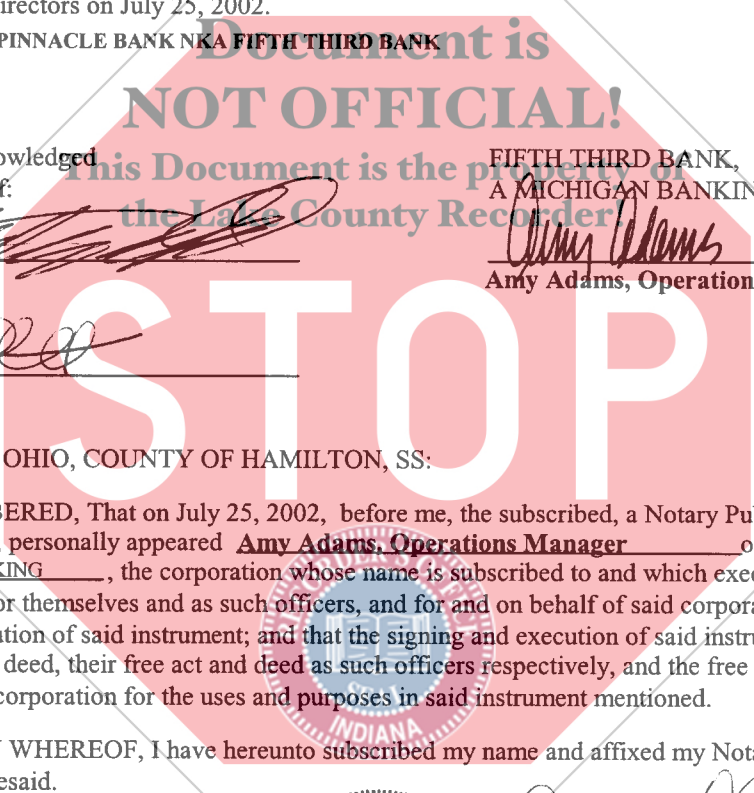 irectors on July 25, 2002.
PINNACLE BANK NKA FIFTH THIRD BANK
Document is
NOT OFFICIAL!
This Document is the property of
the Lake County Recorder!
owledged
f:
FIFTH THIRD BANK,
A MICHIGAN BANKIN
Amy Adams
Amy Adams, Operation
STOP
OHIO, COUNTY OF HAMILTON, SS:
BERED, That on July 25, 2002, before me, the subscribed, a Notary Pu
personally appeared Amy Adams, Operations Manager o
KING , the corporation whose name is subscribed to and which exec
or themselves and as such officers, and for and on behalf of said corpora
ation of said instrument; and that the signing and execution of said instru
deed, their free act and deed as such officers respectively, and the free
corporation for the uses and purposes in said instrument mentioned.
RECORDER'S OFFICE
SEAL
INDIANA
WHEREOF, I have hereunto subscribed my name and affixed my Nota
esaid.